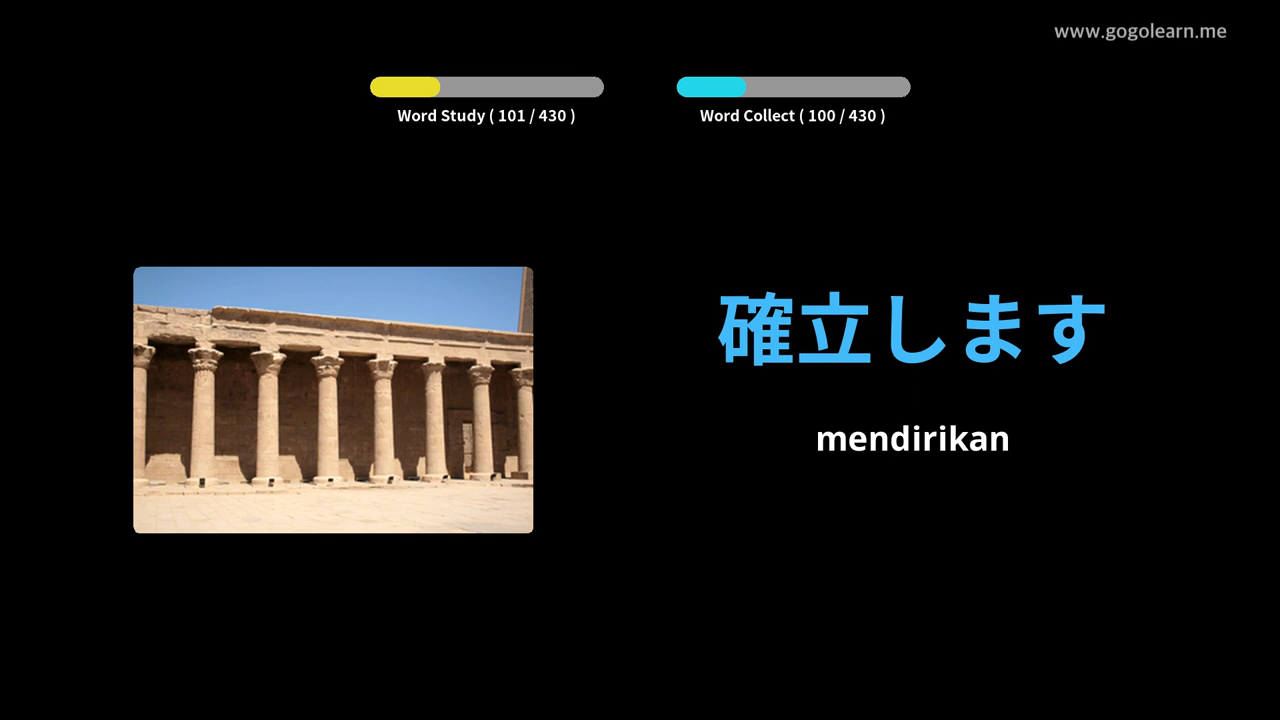 www.gogolearn.me
Word Study ( 101 / 430 )
Word Collect ( 100 / 430 )
確立します
mendirikan